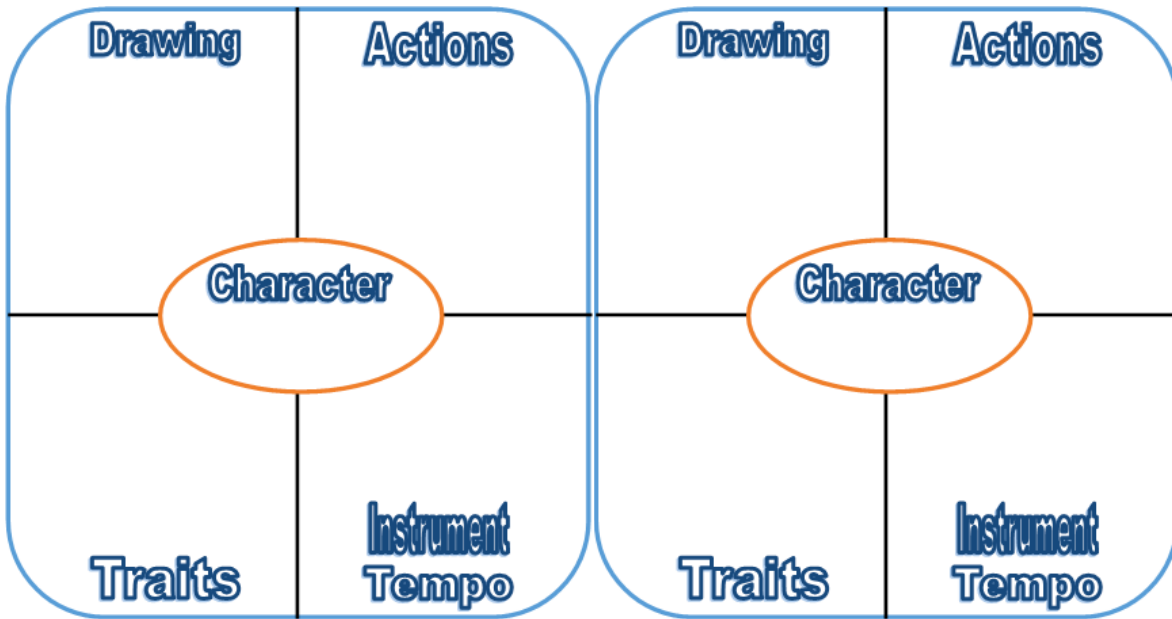 Drawing
Actions
Character
Traits
Instrument
Tempo
Drawing
Actions
Character
Traits
Instrument
Tempo